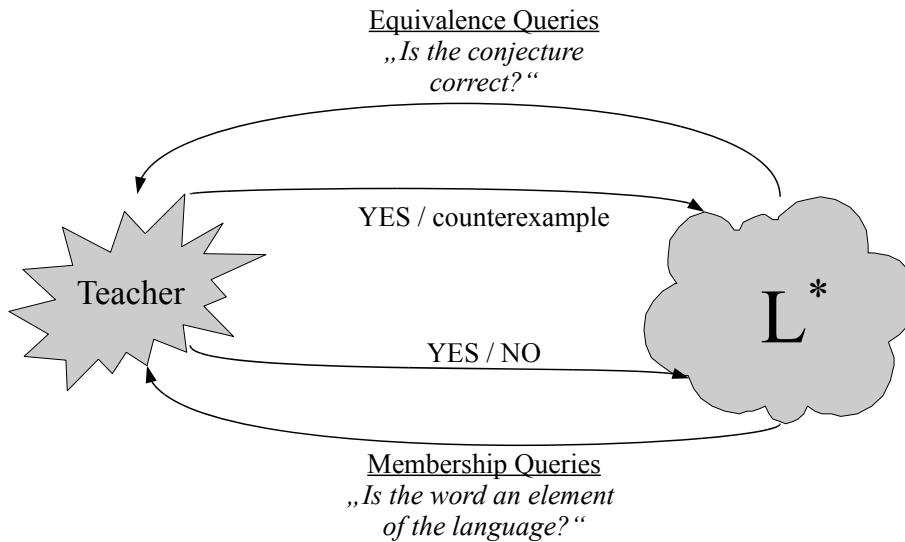 Equivalence Queries
„Is the conjecture
correct?“
YES / counterexample
Teacher
L*
YES / NO
Membership Queries
„Is the word an element
of the language?“